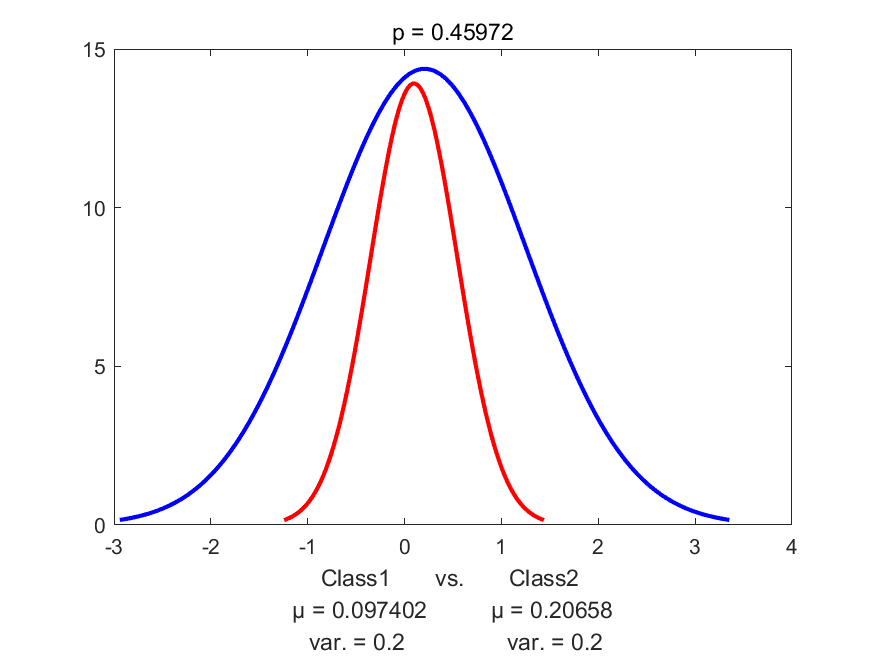 p = 0.45972
15
10
5
0
-3 -2 -1 0 1 2 3 4
Class1 vs. Class2
μ = 0.097402 μ = 0.20658
var. = 0.2 var. = 0.2